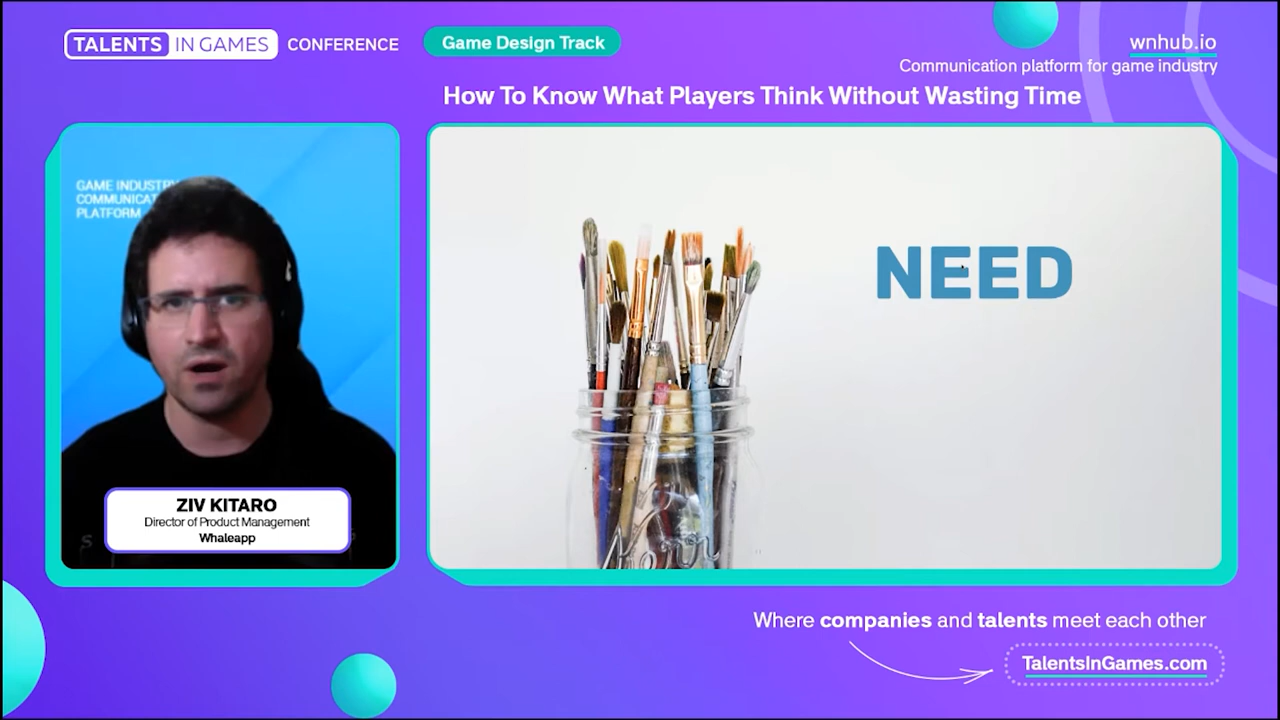 TALENTS IN GAMES CONFERENCE
Game Design Track
wnhub.io
Communication platform for game industry
How To Know What Players Think Without Wasting Time
GAME INDUSTRY
COMMUNICAT
PLATFORM
NEED
ZIV KITARO
Director of Product Management
Whaleapp
S
Where companies and talents meet each other
TalentsInGames.com